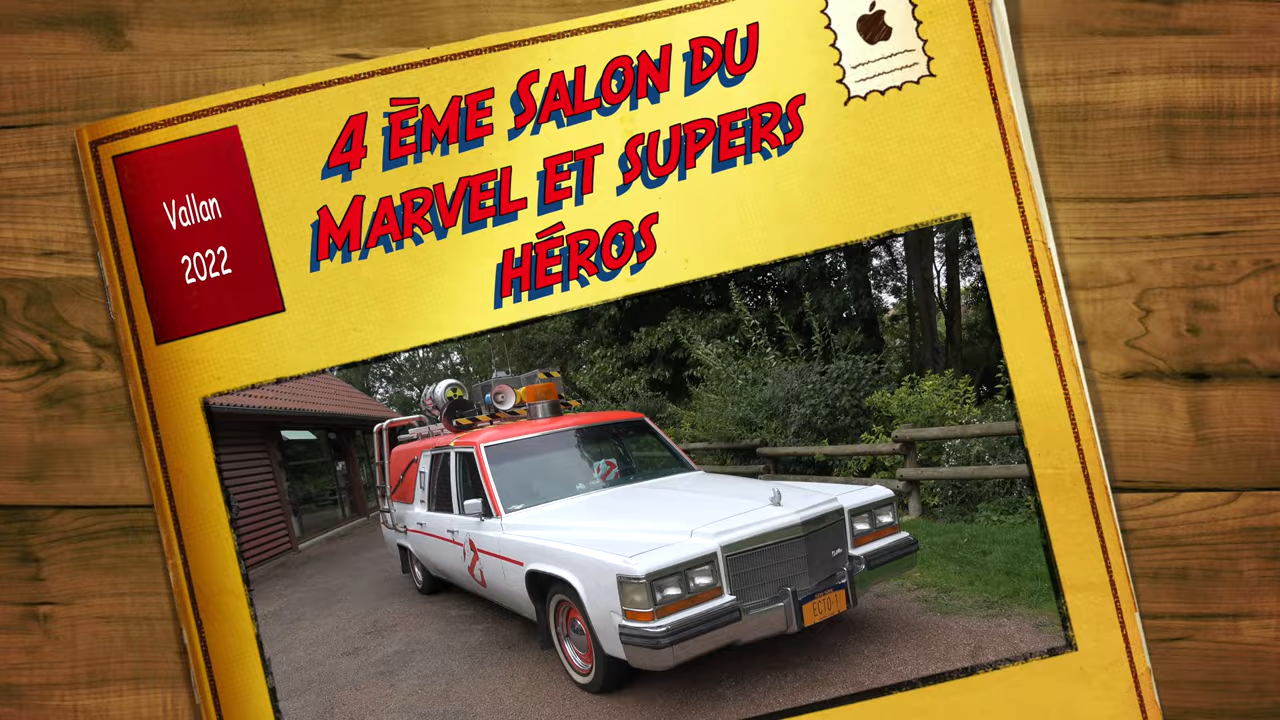 4 ÈME SALON DU
MARVEL ET SUPERS
HÉROS
Vallan
2022
ECTO-1